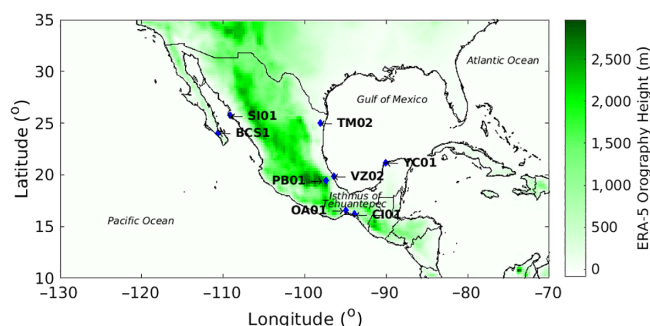 35
30
25
20
15
10
Latitude (o)
−130
−120
−110
−100
−90
−80
−70
Longitude (o)
Atlantic Ocean
Gulf of Mexico
SI01
TM02
BCS1
YC01
VZ02
PB01
Isthmus of
Tehuantepec
OA01
CI01
Pacific Ocean
2,500
2,000
1,500
1,000
500
0
ERA-5 Orography Height (m)